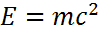 E = mc²